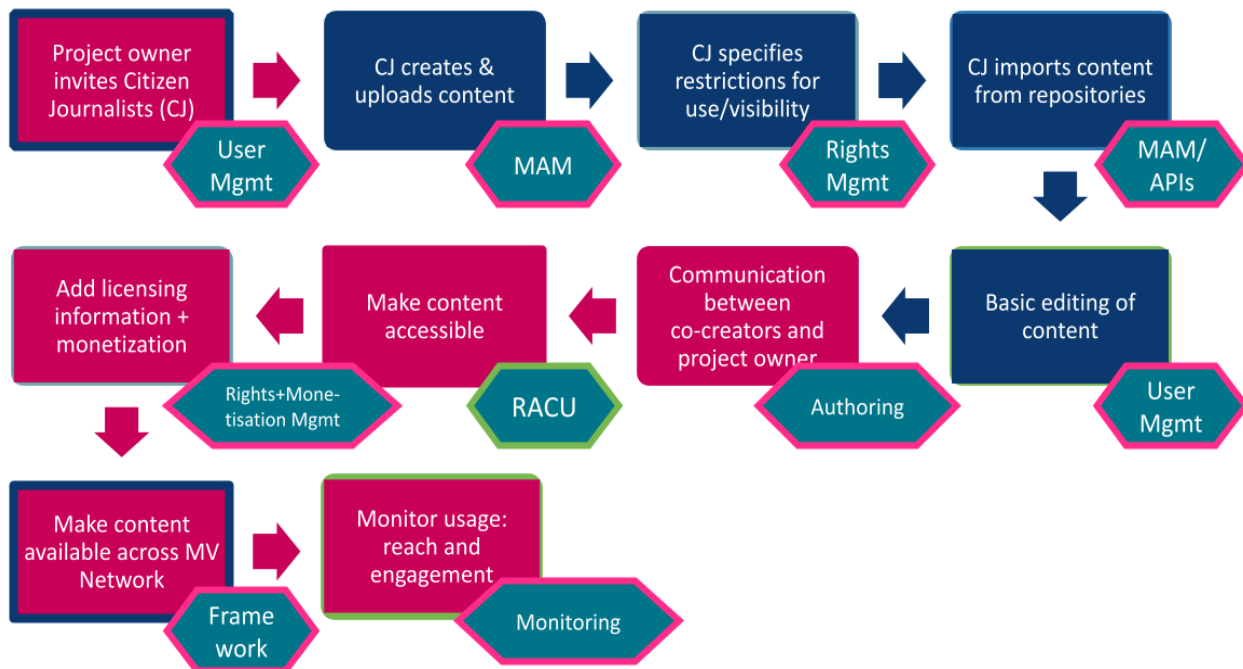 Project owner
invites Citizen
Journalists (CJ)
User
Mgmt
CJ creates &
uploads content
MAM
CJ specifies
restrictions for
use/visibility
Rights
Mgmt
CJ imports content
from repositories
MAM/
APIs
Basic editing of
content
User
Mgmt
Communication
between
co-creators and
project owner
Authoring
Make content
accessible
RACU
Add licensing
information +
monetization
Rights+Mone-
tisation Mgmt
Make content
available across MV
Network
Frame
work
Monitor usage:
reach and
engagement
Monitoring